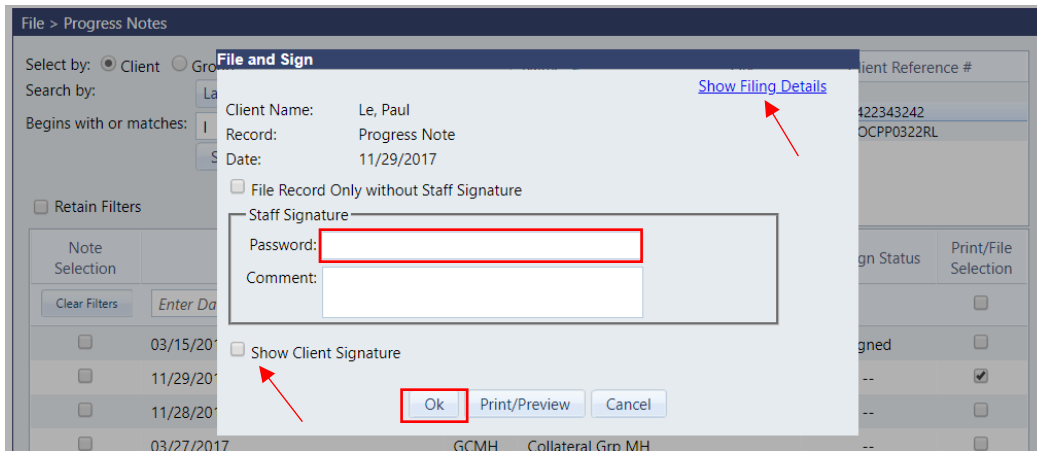 File > Progress Notes
Select by: Client Gro
File and Sign
lient Reference #
Search by: La
Show Filing Details
Client Name: Le, Paul
422343242
Begins with or matches: l
Record: Progress Note
OCPP0322RL
S
Date: 11/29/2017
File Record Only without Staff Signature
Retain Filters
Staff Signature
Password:
Note Selection
gn Status
Print/File Selection
Comment:
Clear Filters
Enter Da
03/15/201
gned
Show Client Signature
11/29/201
--
11/28/201
--
Ok Print/Preview Cancel
03/27/2017 GCMH Collateral Grp MH --